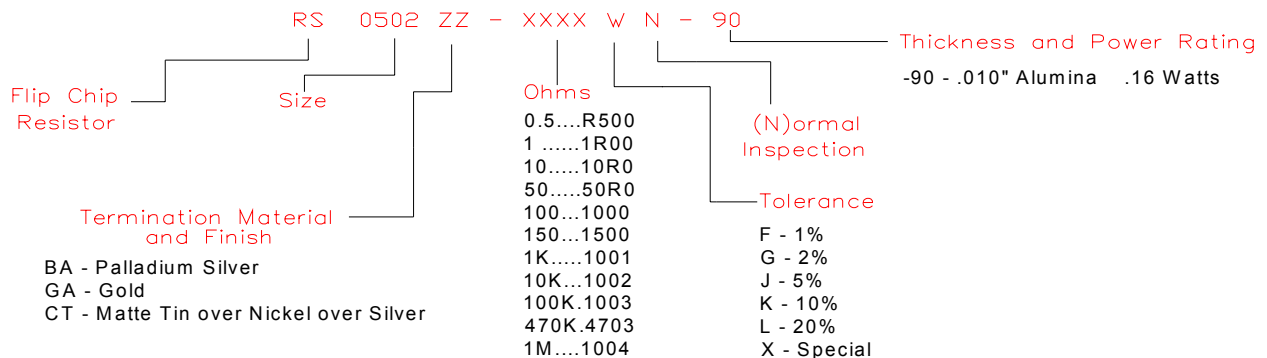 RS 0502 ZZ - XXXX W N - 90
Thickness and Power Rating
-90 - .010" Alumina .16 Watts
Flip Chip
Resistor
Size
Ohms
0.5....R500
1 ......1R00
10.....10R0
50.....50R0
100...1000
150...1500
1K.....1001
10K...1002
100K.1003
470K.4703
1M....1004
(N)ormal
Inspection
Termination Material
and Finish
BA - Palladium Silver
GA - Gold
CT - Matte Tin over Nickel over Silver
Tolerance
F - 1%
G - 2%
J - 5%
K - 10%
L - 20%
X - Special